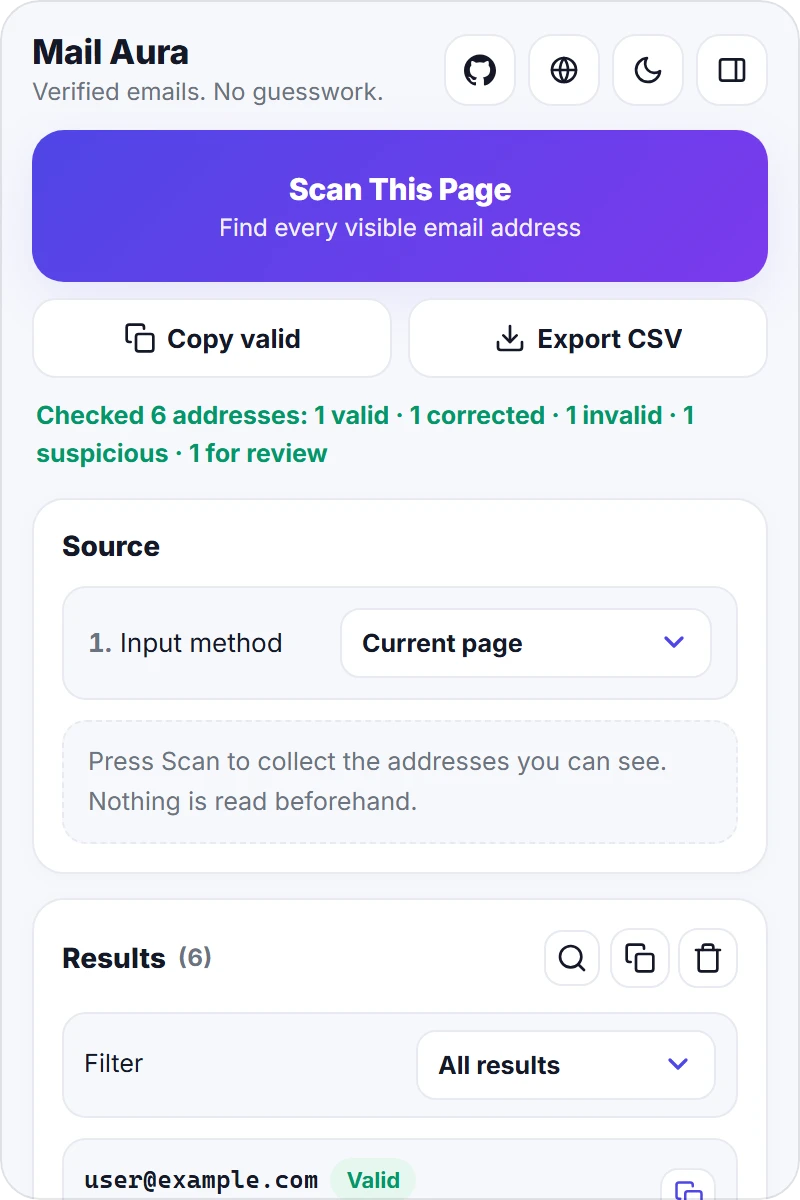 Mail Aura
Verified emails. No guesswork.
Scan This Page
Find every visible email address
Copy valid
Export CSV
Checked 6 addresses: 1 valid · 1 corrected · 1 invalid · 1
suspicious · 1 for review
Source
1. Input method
Current page
Press Scan to collect the addresses you can see.
Nothing is read beforehand.
Results (6)
Filter
All results
user@example.com Valid